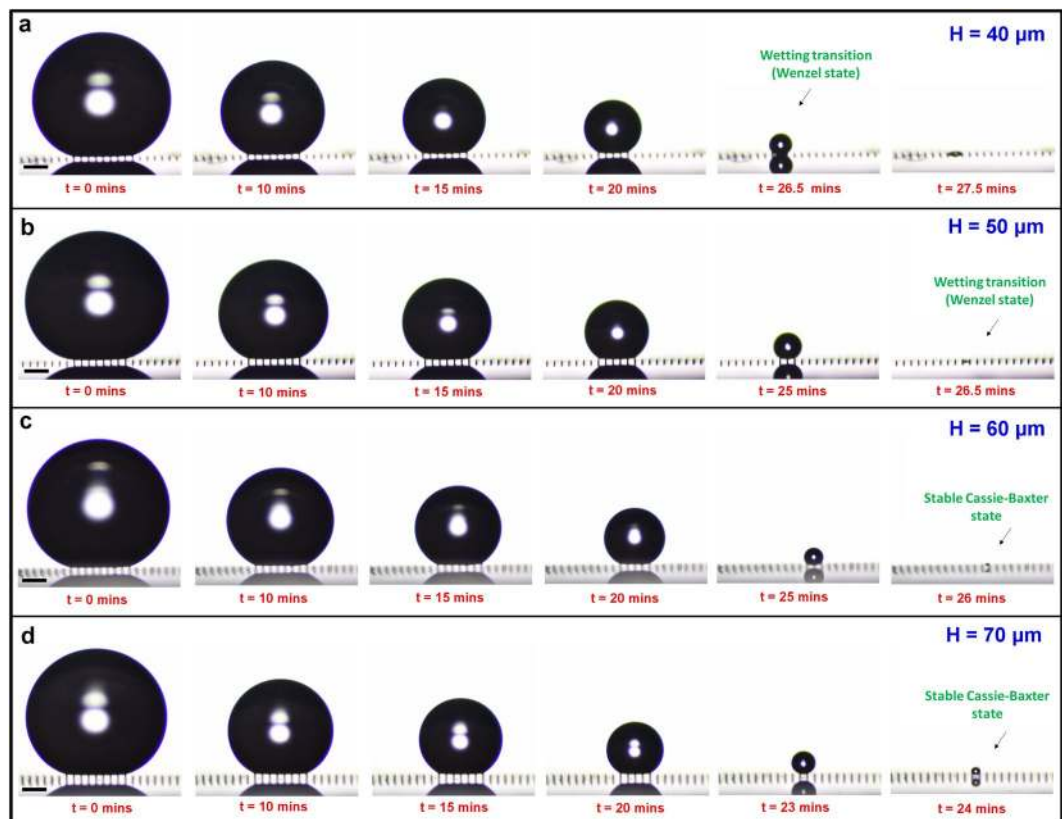 a
H = 40 µm
Wetting transition
(Wenzel state)
t = 0 mins
t = 10 mins
t = 15 mins
t = 20 mins
t = 26.5 mins
t = 27.5 mins
b
H = 50 µm
Wetting transition
(Wenzel state)
t = 0 mins
t = 10 mins
t = 15 mins
t = 20 mins
t = 25 mins
t = 26.5 mins
c
H = 60 µm
Stable Cassie-Baxter
state
t = 0 mins
t = 10 mins
t = 15 mins
t = 20 mins
t = 25 mins
t = 26 mins
d
H = 70 µm
Stable Cassie-Baxter
state
t = 0 mins
t = 10 mins
t = 15 mins
t = 20 mins
t = 23 mins
t = 24 mins